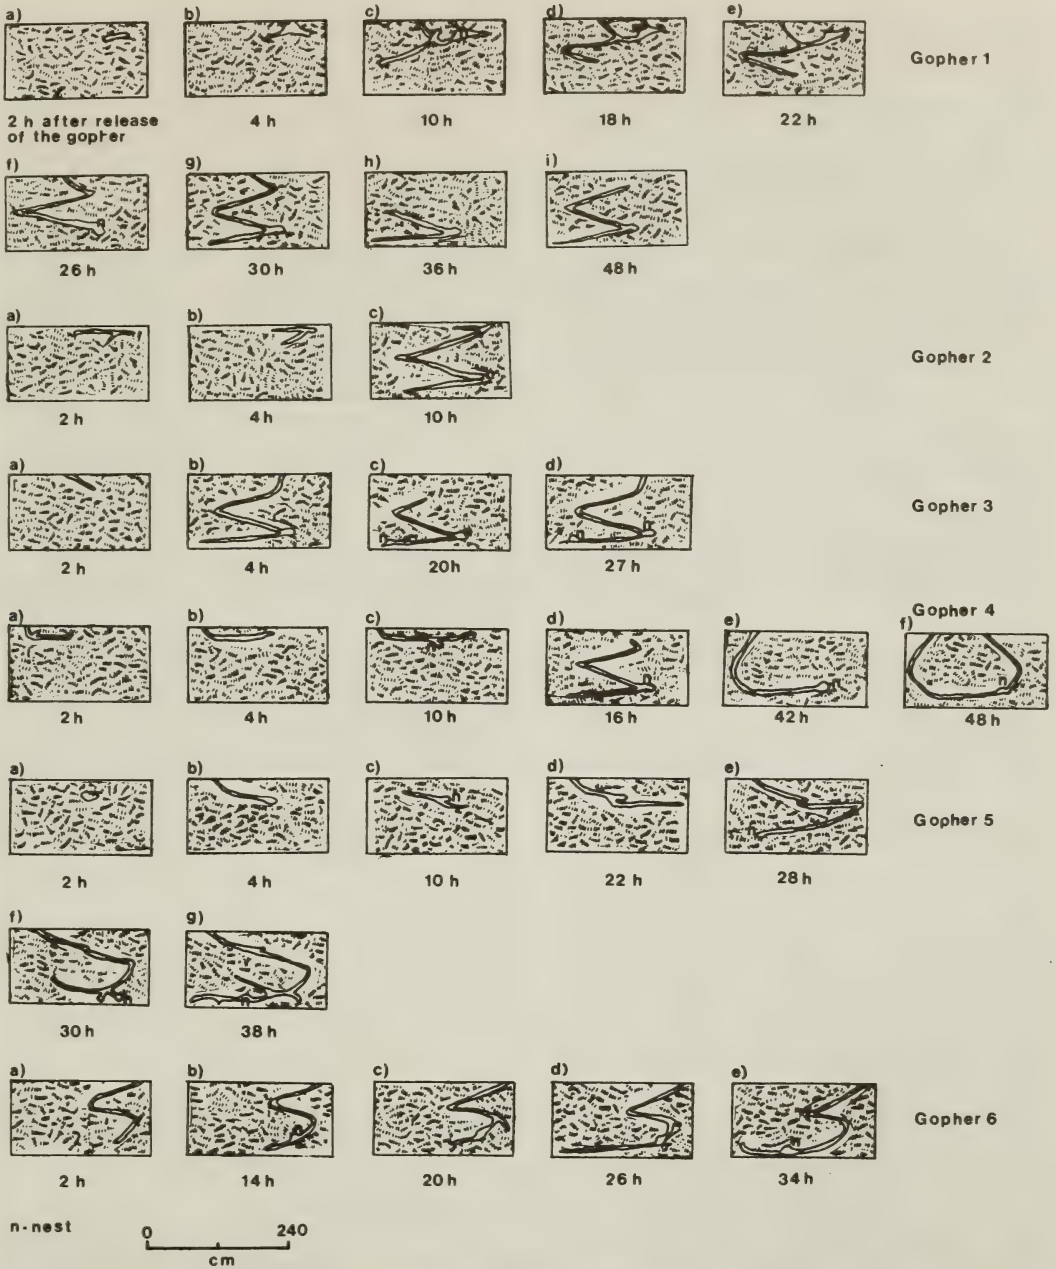 a) b) c) d) e)
Gopher 1
2 h after release of the gopher 4 h 10 h 18 h 22 h
f) g) h) i)
n
26 h 30 h 36 h 48 h
a) b) c)
Gopher 2
2 h 4 h 10 h
a) b) c) d)
Gopher 3
n n n
2 h 4 h 20h 27 h
Gopher 4
a) b) c) d) e) f)
n n n
2 h 4 h 10 h 16 h 42 h 48 h
a) b) c) d) e)
n
Gopher 5
n
2 h 4 h 10 h 22 h 28 h
f) g)
n n
30 h 38 h
a) b) c) d) e)
Gopher 6
n n
2 h 14 h 20 h 26 h 34 h
n-nest 0 240
cm